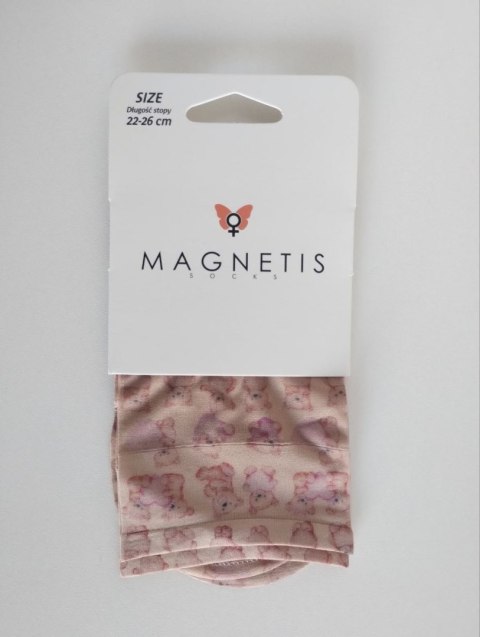 SIZE
Długość stopy
22-26 cm
MAGNETIS
SOCKS